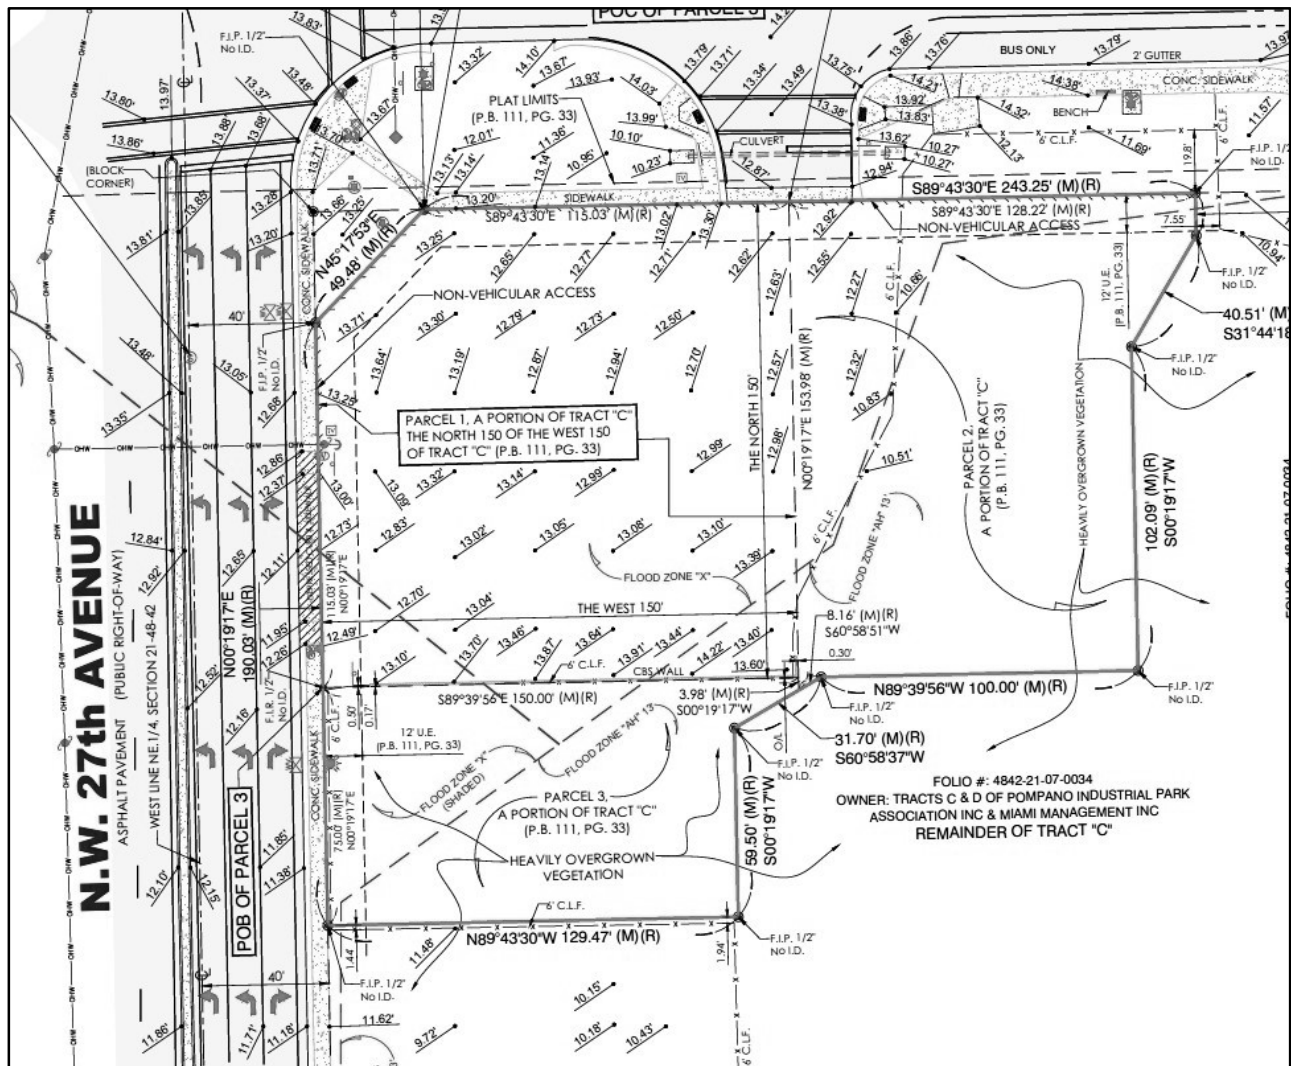 POC OF PARCEL 3
13.83'
F.I.P. 1/2"
No I.D.
13.32'
14.10'
13.67'
13.93'
14.03'
13.79'
13.71'
13.34'
13.49'
13.75'
13.38'
13.86'
13.76'
BUS ONLY
13.79'
2' GUTTER
CONC. SIDEWALK
14.21'
14.38'
BENCH
14.32'
13.92'
13.83'
13.62'
10.27'
10.27'
12.13'
6' C.L.F.
11.69'
11.57'
6' C.L.F.
19.8'
13.97'
13.48'
13.37'
13.80'
13.86'
13.88'
13.68'
13.67'
PLAT LIMITS
(P.B. 111, PG. 33)
12.01'
11.36'
13.99'
10.10'
10.23'
10.95'
CULVERT
12.87'
12.94'
(BLOCK
CORNER)
13.71'
13.13'
13.14'
13.14'
13.20'
SIDEWALK
S89°43'30"E 243.25' (M)(R)
S89°43'30"E 115.03' (M)(R)
S89°43'30"E 128.22' (M)(R)
NON-VEHICULAR ACCESS
7.55'
10.94'
F.I.P. 1/2"
No I.D.
13.85'
13.28'
13.66'
13.25'
13.25'
13.02'
13.30'
12.92'
13.81'
13.20'
CONC. SIDEWALK
N45°17'53"E
49.48' (M)(R)
12.65'
12.77'
12.71'
12.62'
12.55'
12.63'
12.27'
6' C.L.F.
10.66'
12' U.E.
(P.B. 111, PG. 33)
40.51' (M)
S31°44'18
NON-VEHICULAR ACCESS
40'
13.71'
13.30'
12.79'
12.73'
12.50'
F.I.P. 1/2"
No I.D.
F.I.P. 1/2"
No I.D.
13.48'
13.05'
12.68'
13.35'
13.64'
13.19'
12.87'
12.94'
12.70'
12.57'
12.32'
10.83'
13.25'
THE NORTH 150'
N00°19'17"E 153.98' (M)(R)
PARCEL 1, A PORTION OF TRACT "C"
THE NORTH 150 OF THE WEST 150
OF TRACT "C" (P.B. 111, PG. 33)
PARCEL 2,
A PORTION OF TRACT "C"
(P.B. 111, PG. 33)
HEAVILY OVERGROWN VEGETATION
102.09' (M)(R)
S00°19'17"W
OHW
OHW
OHW
12.86'
12.37'
13.00'
13.09'
13.32'
13.14'
12.99'
12.99'
12.98'
10.51'
N.W. 27th AVENUE
ASPHALT PAVEMENT (PUBLIC RIGHT-OF-WAY)
WEST LINE NE.1/4, SECTION 21-48-42
12.84'
12.92'
12.65'
12.11'
12.73'
12.83'
13.02'
13.05'
13.08'
13.10'
13.39'
6' C.L.F.
FLOOD ZONE "X"
FLOOD ZONE "AH" 13'
N00°19'17"E
190.03' (M)(R)
115.03' (M)(R)
N00°19'17"E
12.70'
13.04'
THE WEST 150'
8.16' (M)(R)
S60°58'51"W
11.95'
12.26'
12.49'
13.10'
13.70'
13.46'
13.87'
13.64'
13.91'
13.44'
14.22'
13.40'
13.60'
0.30'
6' C.L.F.
CBS WALL
S89°39'56"E 150.00' (M)(R)
3.98' (M)(R)
S00°19'17"W
N89°39'56"W 100.00' (M)(R)
F.I.P. 1/2"
No I.D.
F.I.P. 1/2"
No I.D.
12.52'
12.16'
F.I.R. 1/2"
No I.D.
6' C.L.F.
0.50'
0.17'
12' U.E.
(P.B. 111, PG. 33)
O/L
31.70' (M)(R)
S60°58'37"W
F.I.P. 1/2"
No I.D.
FLOOD ZONE "X"
(SHADED)
FLOOD ZONE "AH" 13
FOLIO #: 4842-21-07-0034
OWNER: TRACTS C & D OF POMPANO INDUSTRIAL PARK
ASSOCIATION INC & MIAMI MANAGEMENT INC
REMAINDER OF TRACT "C"
CONC. SIDEWALK
75.00' (M)(R)
N00°19'17"E
PARCEL 3,
A PORTION OF TRACT "C"
(P.B. 111, PG. 33)
59.50' (M)(R)
S00°19'17"W
POB OF PARCEL 3
11.85'
11.38'
12.10'
12.15'
HEAVILY OVERGROWN
VEGETATION
6' C.L.F.
N89°43'30"W 129.47' (M)(R)
1.44'
11.48'
1.94'
F.I.P. 1/2"
No I.D.
40'
F.I.P. 1/2"
No I.D.
10.15'
11.86'
11.71'
11.18'
11.62'
9.72'
10.18'
10.43'
6' C.L.F.